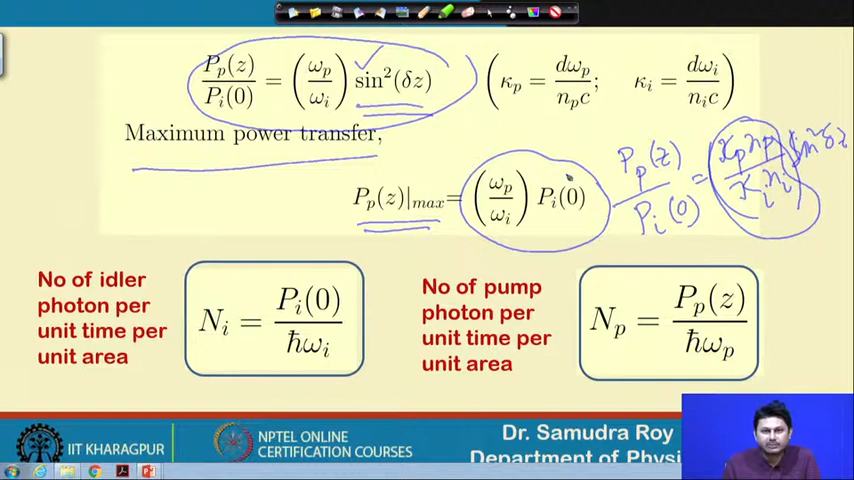 P_p(z)/P_i(0) = (ω_p/ω_i) sin²(δz) (κ_p = dω_p/n_pc; κ_i = dω_i/n_ic)
Maximum power transfer,
P_p(z)|_max = (ω_p/ω_i) P_i(0)
P_p(z)/P_i(0) = (κ_p n_p/κ_i n_i) sin²δz
No of idler
photon per
unit time per
unit area
N_i = P_i(0)/ħω_i
No of pump
photon per
unit time per
unit area
N_p = P_p(z)/ħω_p
IIT KHARAGPUR
NPTEL ONLINE
CERTIFICATION COURSES
Dr. Samudra Roy
Department of Physi